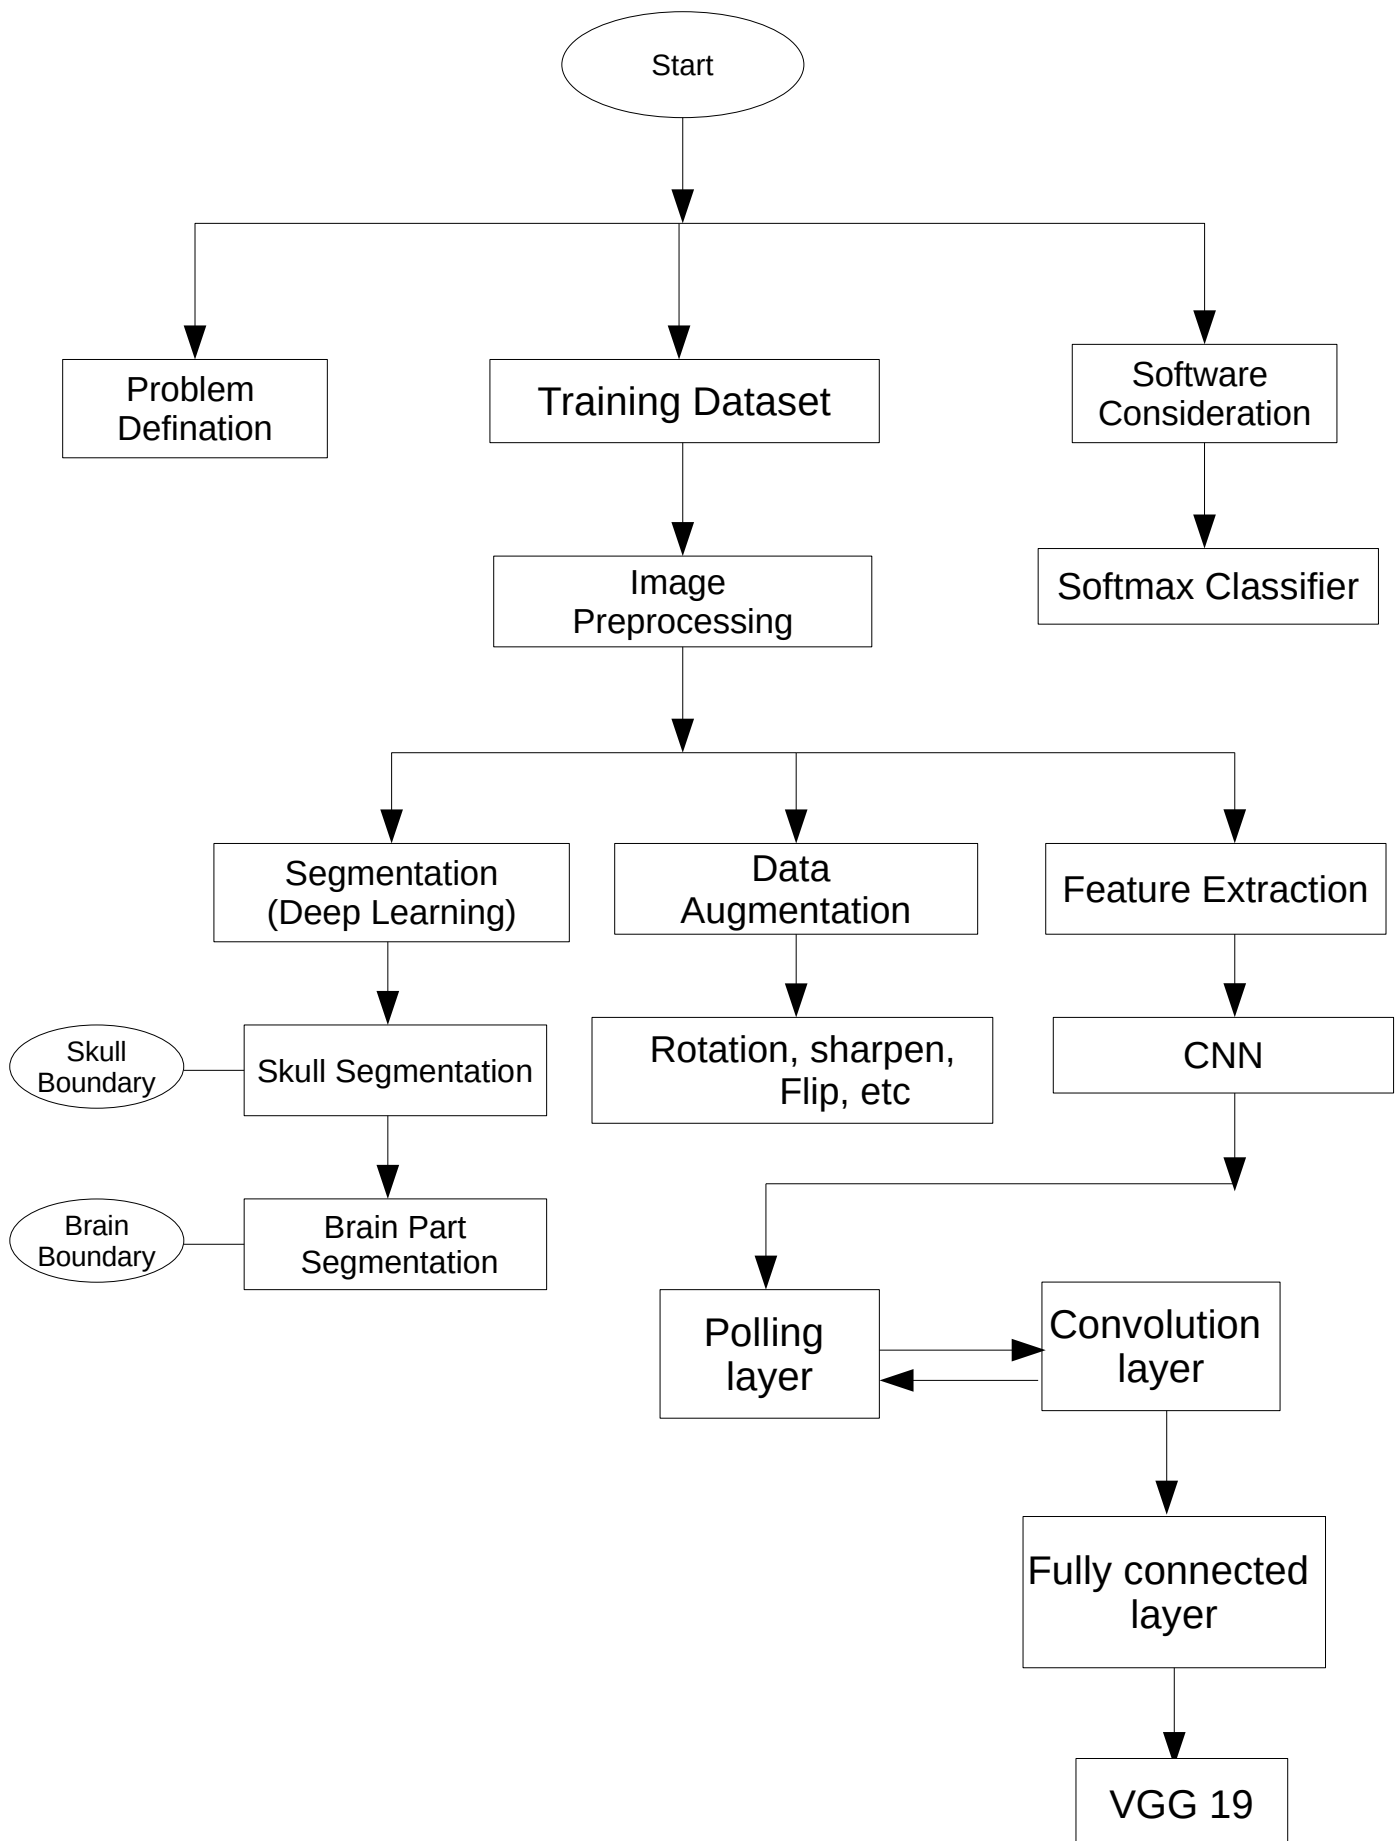 Start
Problem
Defination
Training Dataset
Software
Consideration
Image
Preprocessing
Softmax Classifier
Segmentation
(Deep Learning)
Data
Augmentation
Feature Extraction
Skull
Boundary
Skull Segmentation
Rotation, sharpen,
Flip, etc
CNN
Brain
Boundary
Brain Part
Segmentation
Polling
layer
Convolution
layer
Fully connected
layer
VGG 19